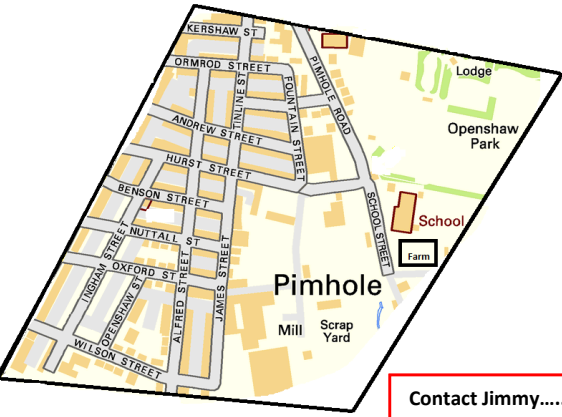 KERSHAW ST
ORMROD STREET
TINLINE ST
FOUNTAIN STREET
PIMHOLE ROAD
Lodge
Openshaw
Park
ANDREW STREET
HURST STREET
BENSON STREET
SCHOOL STREET
School
Farm
NUTTALL ST
OXFORD ST
INGHAM STREET
OPENSHAW ST
ALFRED STREET
JAMES STREET
Pimhole
Mill
Scrap
Yard
WILSON STREET
Contact Jimmy.....